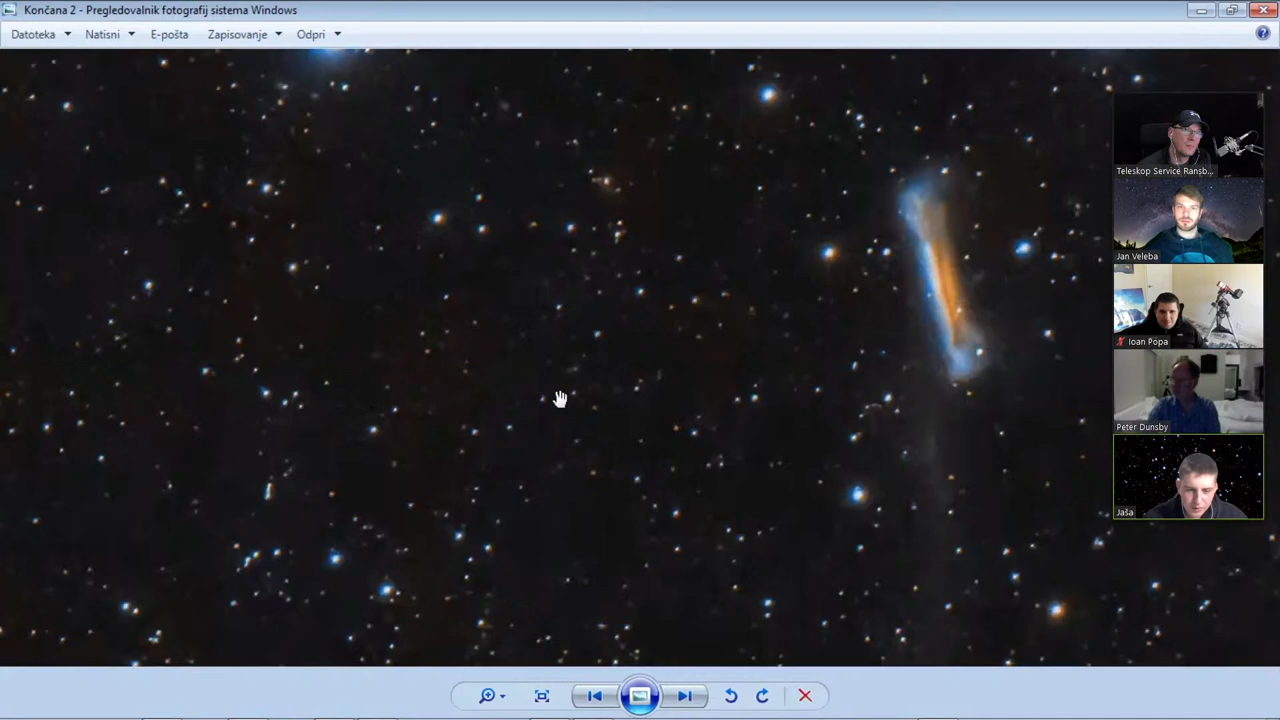 Končana 2 - Pregledovalnik fotografij sistema Windows
Datoteka Natisni E-pošta Zapisovanje Odpri
Teleskop Service Ransb...
Jan Veleba
Ioan Popa
Peter Dunsby
Jaša